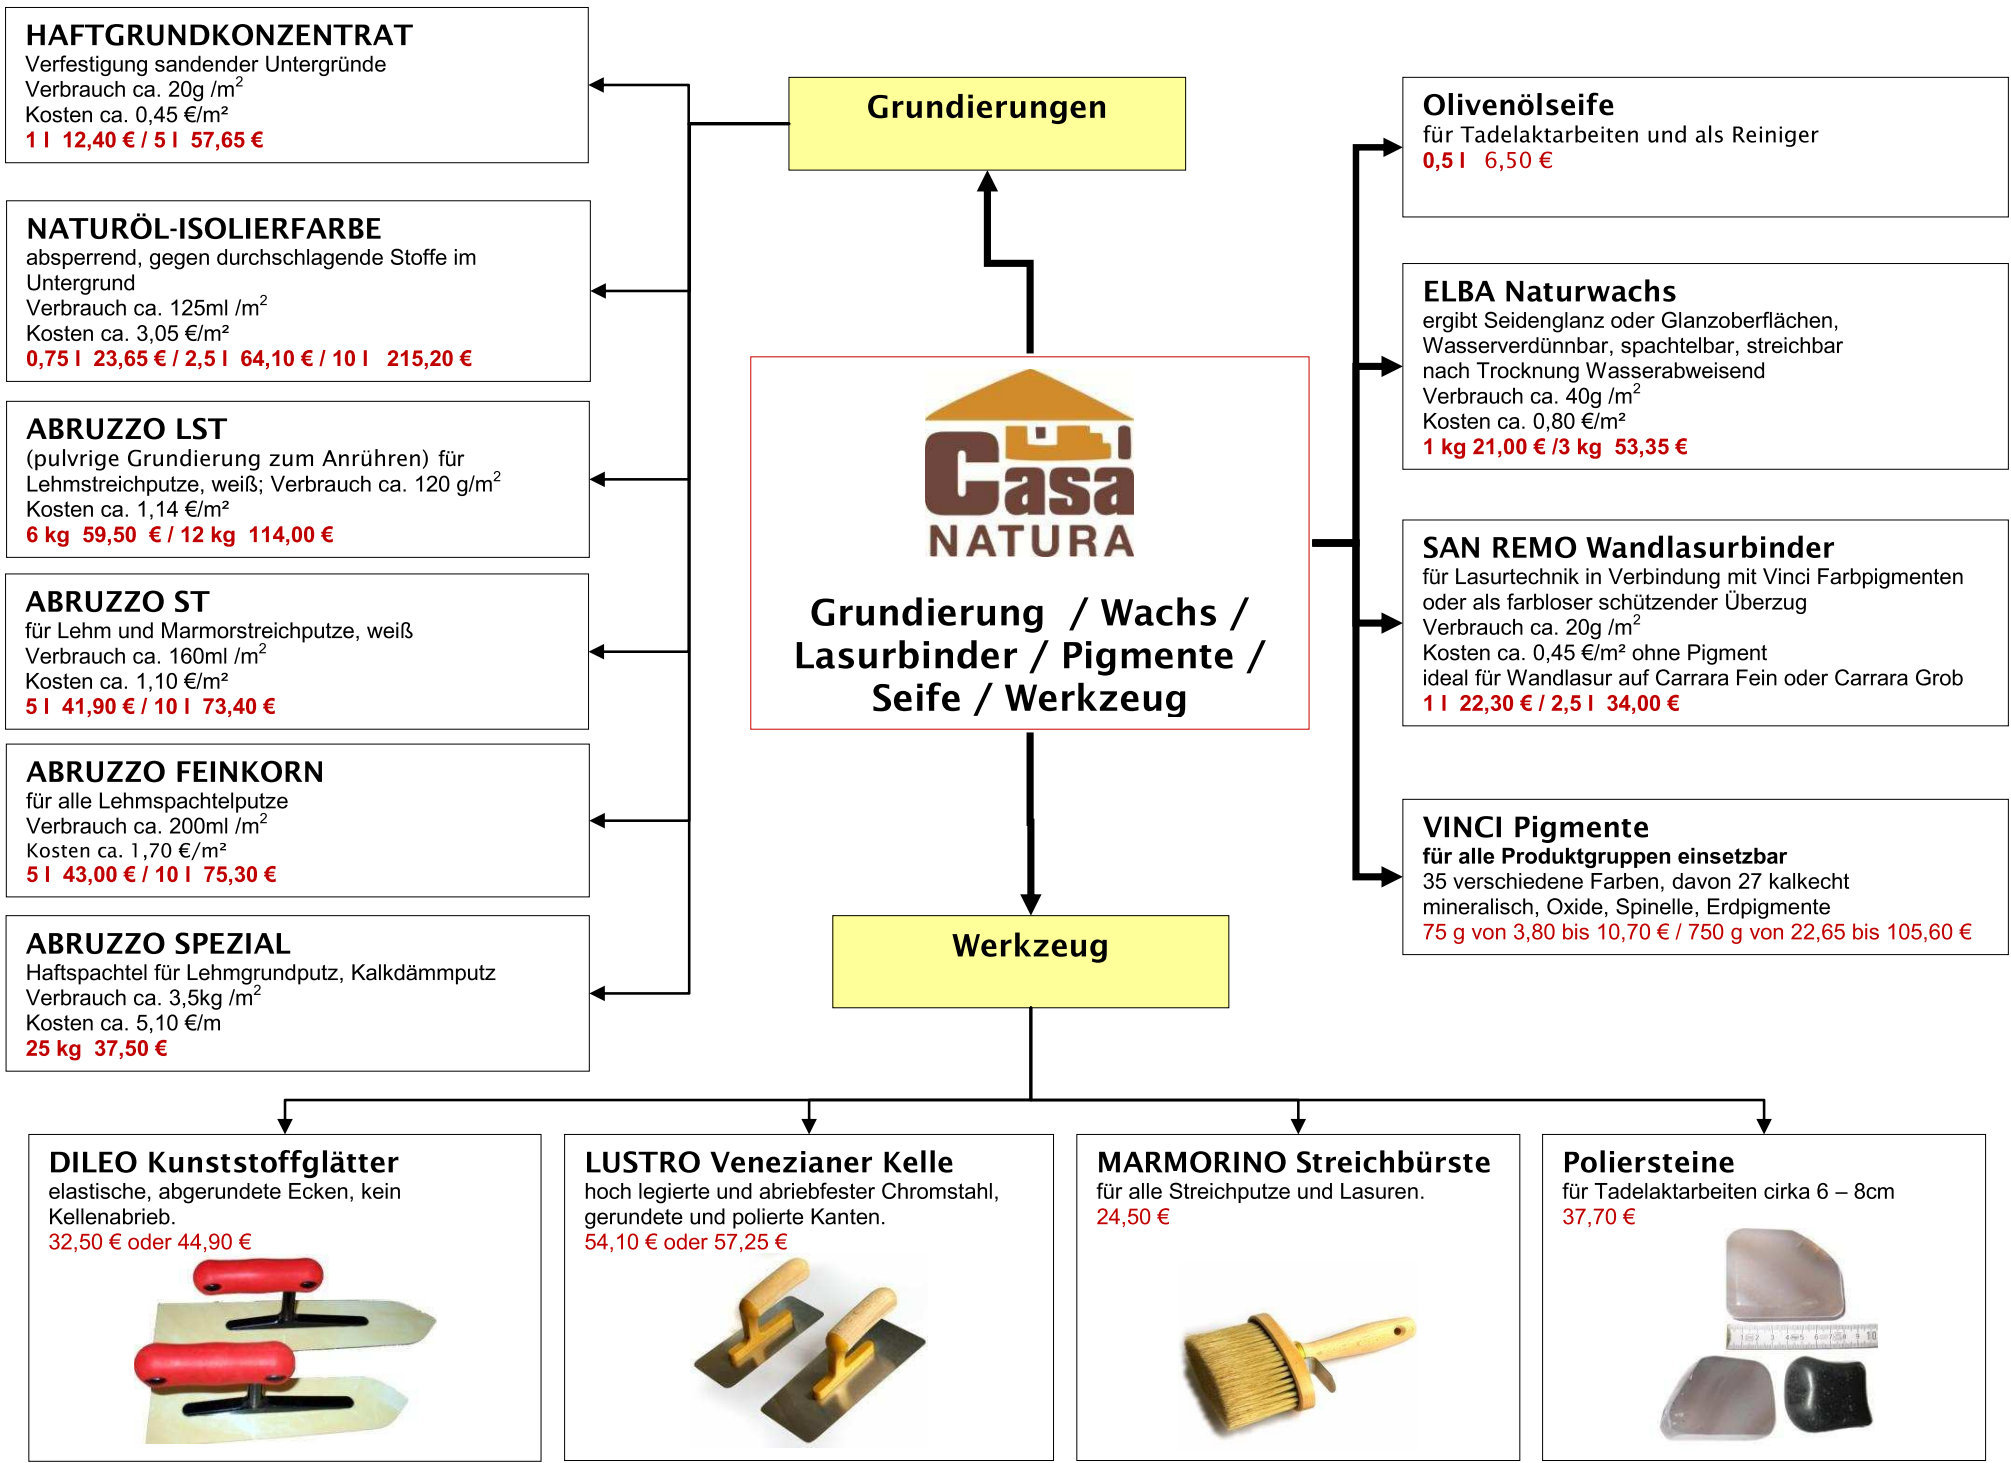 HAFTGRUNDKONZENTRAT
Verfestigung sandender Untergründe
Verbrauch ca. 20g /m²
Kosten ca. 0,45 €/m²
1 l  12,40 € / 5 l  57,65 €
NATURÖL-ISOLIERFARBE
absperrend, gegen durchschlagende Stoffe im
Untergrund
Verbrauch ca. 125ml /m²
Kosten ca. 3,05 €/m²
0,75 l  23,65 € / 2,5 l  64,10 € / 10 l   215,20 €
ABRUZZO LST
(pulvrige Grundierung zum Anrühren) für
Lehmstreichputze, weiß; Verbrauch ca. 120 g/m²
Kosten ca. 1,14 €/m²
6 kg  59,50  € / 12 kg  114,00 €
ABRUZZO ST
für Lehm und Marmorstreichputze, weiß
Verbrauch ca. 160ml /m²
Kosten ca. 1,10 €/m²
5 l  41,90 € / 10 l  73,40 €
ABRUZZO FEINKORN
für alle Lehmspachtelputze
Verbrauch ca. 200ml /m²
Kosten ca. 1,70 €/m²
5 l  43,00 € / 10 l  75,30 €
ABRUZZO SPEZIAL
Haftspachtel für Lehmgrundputz, Kalkdämmputz
Verbrauch ca. 3,5kg /m²
Kosten ca. 5,10 €/m
25 kg  37,50 €
Grundierungen
Casa
NATURA
Grundierung  / Wachs /
Lasurbinder / Pigmente /
Seife / Werkzeug
Werkzeug
Olivenölseife
für Tadelaktarbeiten und als Reiniger
0,5 l   6,50 €
ELBA Naturwachs
ergibt Seidenglanz oder Glanzoberflächen,
Wasserverdünnbar, spachtelbar, streichbar
nach Trocknung Wasserabweisend
Verbrauch ca. 40g /m²
Kosten ca. 0,80 €/m²
1 kg 21,00 € /3 kg  53,35 €
SAN REMO Wandlasurbinder
für Lasurtechnik in Verbindung mit Vinci Farbpigmenten
oder als farbloser schützender Überzug
Verbrauch ca. 20g /m²
Kosten ca. 0,45 €/m² ohne Pigment
ideal für Wandlasur auf Carrara Fein oder Carrara Grob
1 l  22,30 € / 2,5 l  34,00 €
VINCI Pigmente
für alle Produktgruppen einsetzbar
35 verschiedene Farben, davon 27 kalkecht
mineralisch, Oxide, Spinelle, Erdpigmente
75 g von 3,80 bis 10,70 € / 750 g von 22,65 bis 105,60 €
DILEO Kunststoffglätter
elastische, abgerundete Ecken, kein
Kellenabrieb.
32,50 € oder 44,90 €
LUSTRO Venezianer Kelle
hoch legierte und abriebfester Chromstahl,
gerundete und polierte Kanten.
54,10 € oder 57,25 €
MARMORINO Streichbürste
für alle Streichputze und Lasuren.
24,50 €
Poliersteine
für Tadelaktarbeiten cirka 6 – 8cm
37,70 €